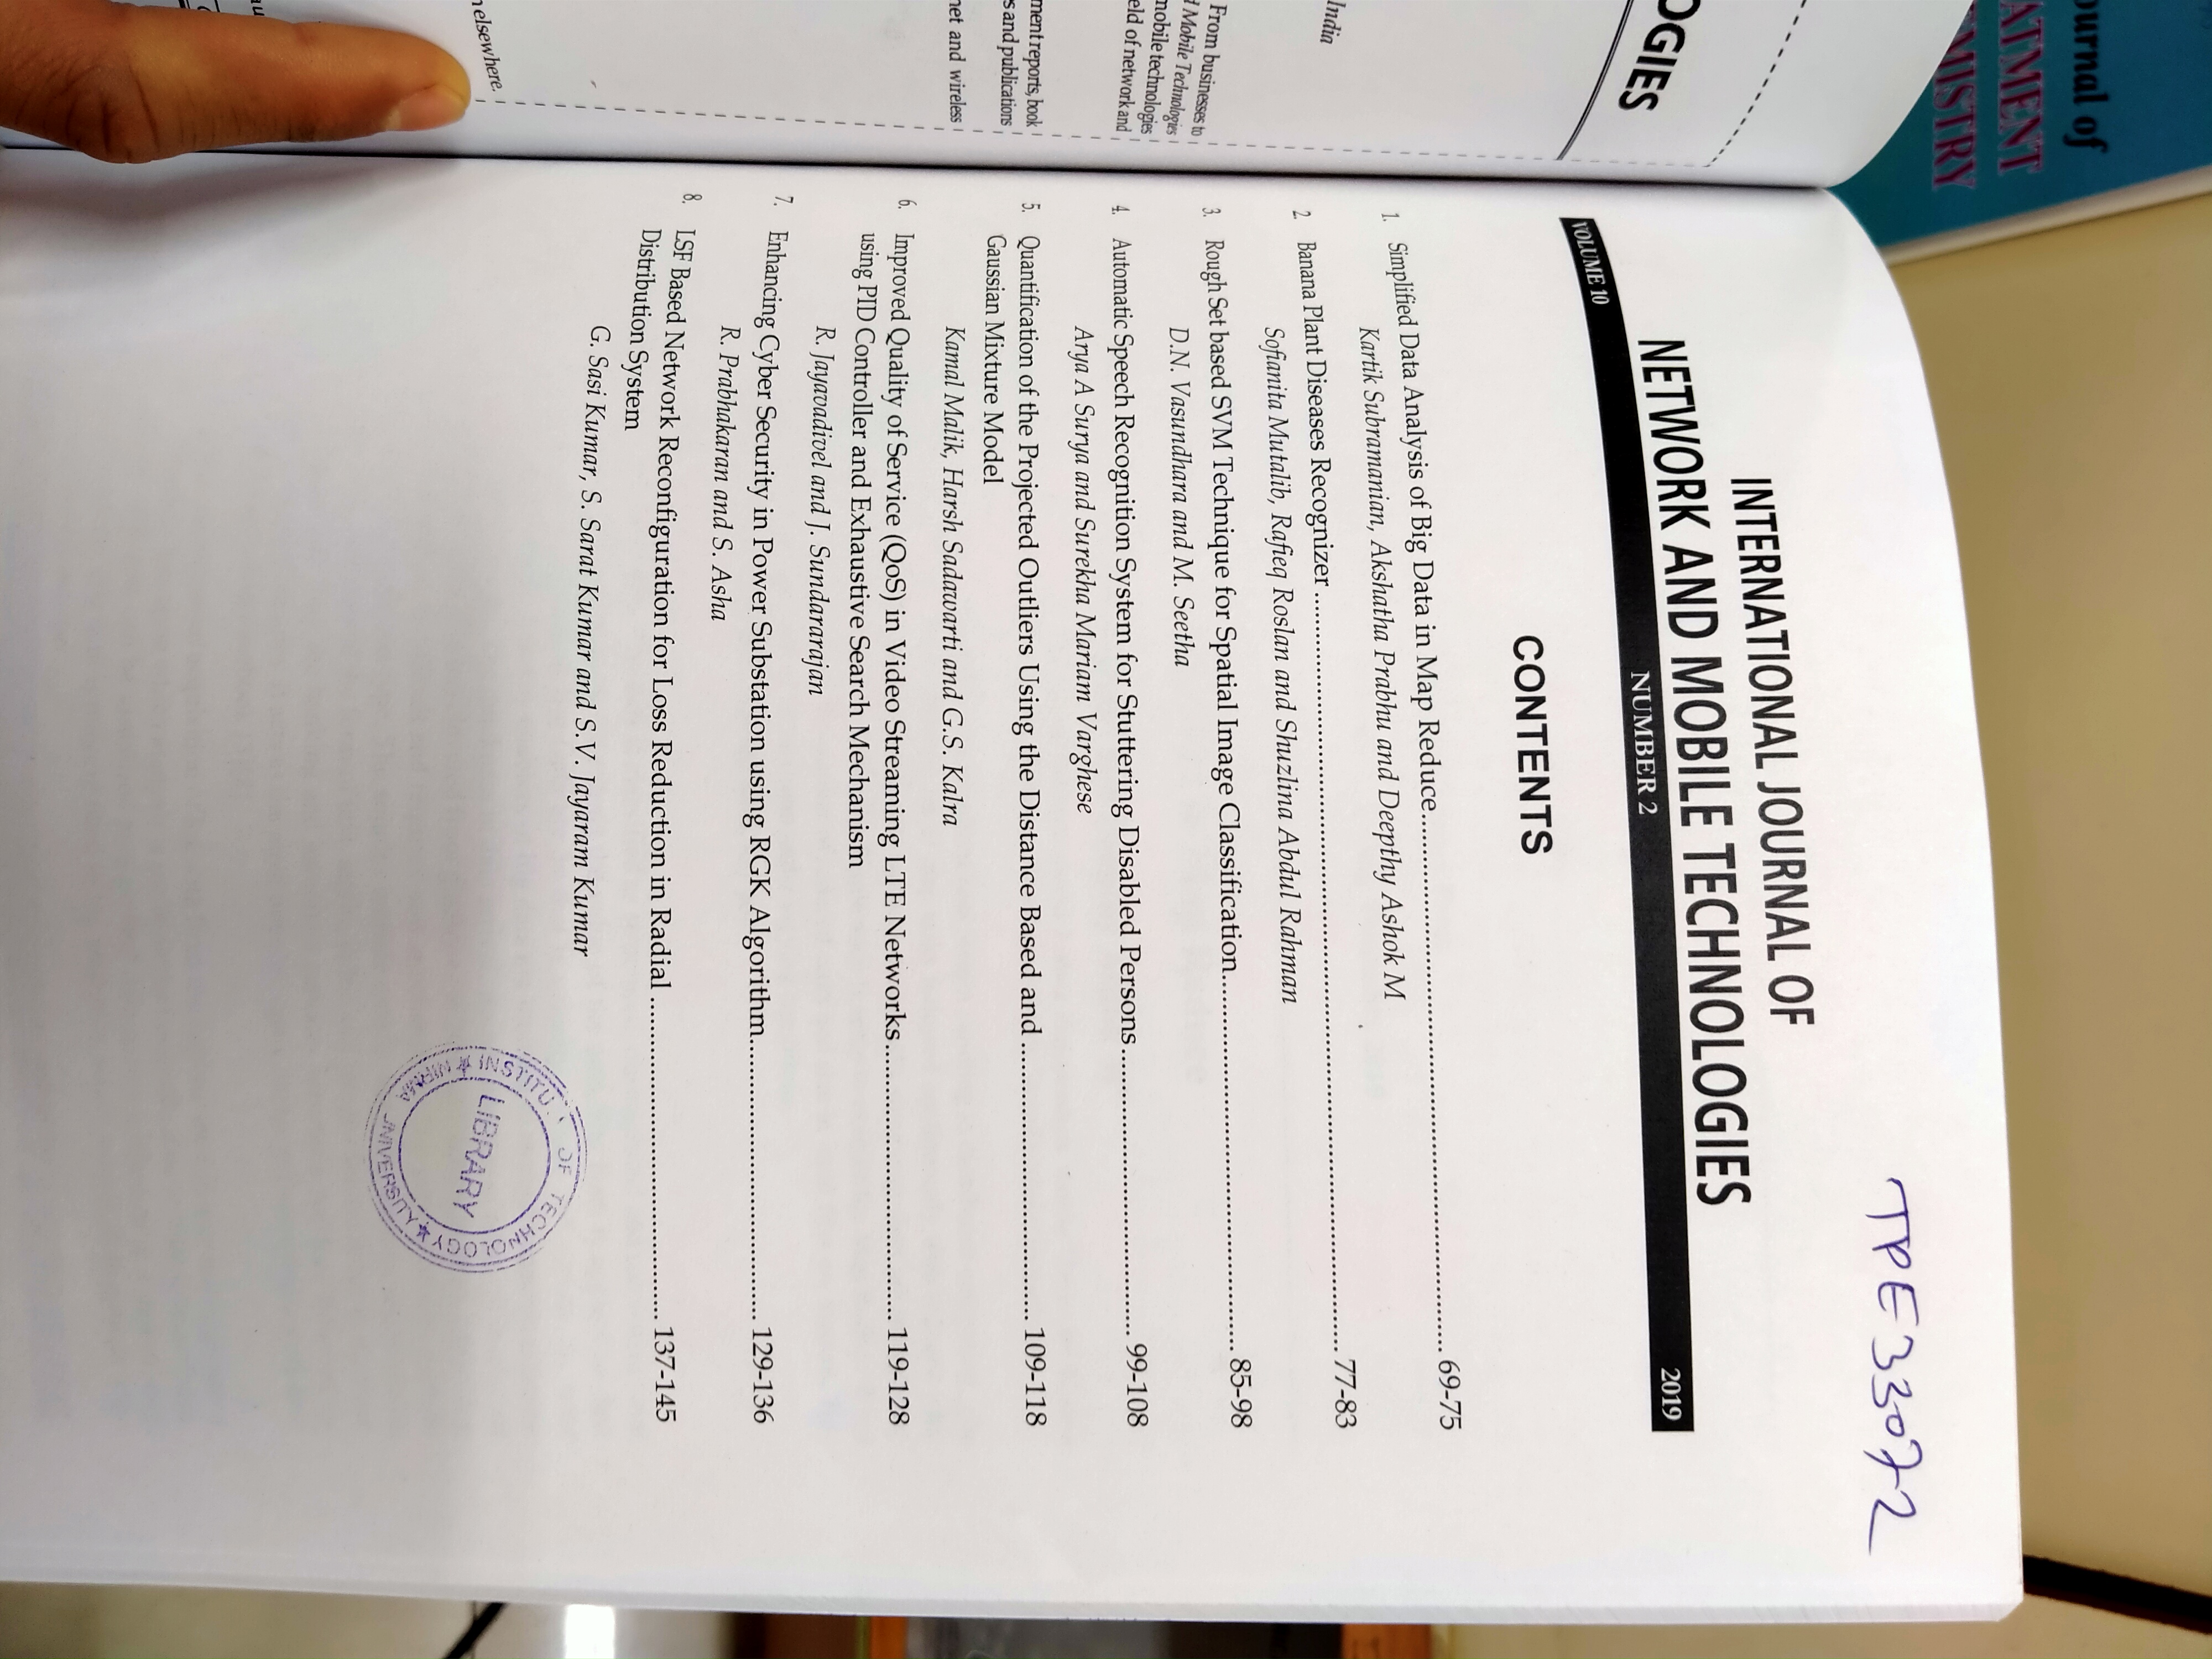 ournal of
ATMENT
MISTRY
OGIES
India
From businesses to
Mobile Technologies
mobile technologies
eld of network and
ment reports, book
s and publications
net and wireless
elsewhere.
TPE33072
INTERNATIONAL JOURNAL OF
NETWORK AND MOBILE TECHNOLOGIES
VOLUME 10 NUMBER 2 2019
CONTENTS
1. Simplified Data Analysis of Big Data in Map Reduce 69-75
Kartik Subramanian, Akshatha Prabhu and Deepthy Ashok M
2. Banana Plant Diseases Recognizer 77-83
Sofianita Mutalib, Rafieq Roslan and Shuzlina Abdul Rahman
3. Rough Set based SVM Technique for Spatial Image Classification 85-98
D.N. Vasundhara and M. Seetha
4. Automatic Speech Recognition System for Stuttering Disabled Persons 99-108
Arya A Surya and Surekha Mariam Varghese
5. Quantification of the Projected Outliers Using the Distance Based and 109-118
Gaussian Mixture Model
Kamal Malik, Harsh Sadawarti and G.S. Kalra
6. Improved Quality of Service (QoS) in Video Streaming LTE Networks 119-128
using PID Controller and Exhaustive Search Mechanism
R. Jayavadivel and J. Sundararajan
7. Enhancing Cyber Security in Power Substation using RGK Algorithm 129-136
R. Prabhakaran and S. Asha
8. LSF Based Network Reconfiguration for Loss Reduction in Radial 137-145
Distribution System
G. Sasi Kumar, S. Sarat Kumar and S.V. Jayaram Kumar
INSTITU OF TECHNOLOGY
LIBRARY
NIRMA UNIVERSITY